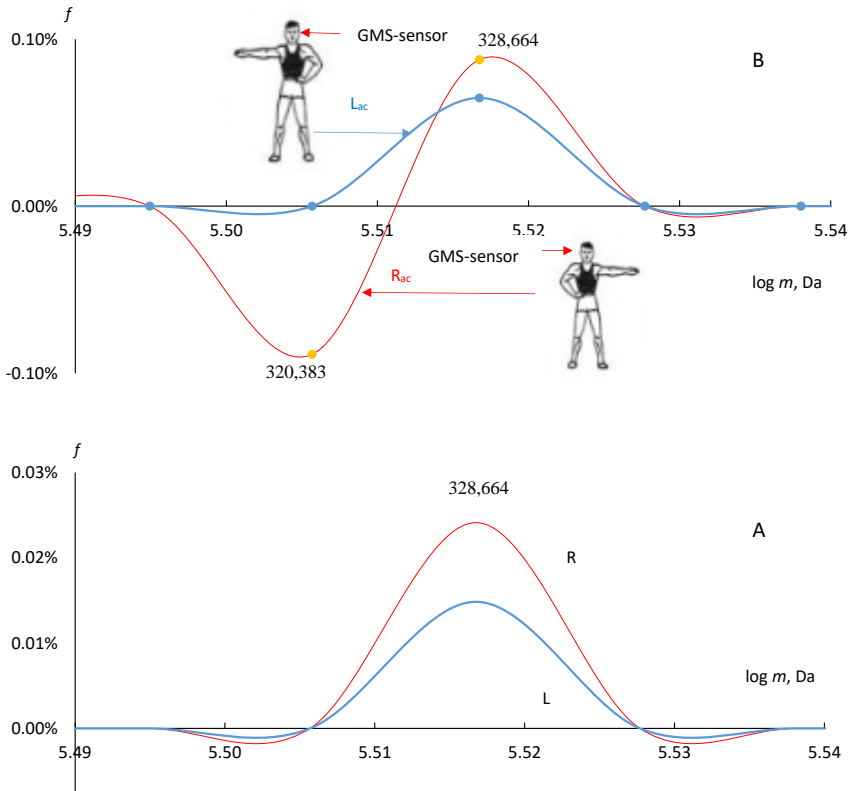 f
0.10%
GMS-sensor
328,664
B
Lac
0.00%
5.49
5.50
5.51
5.52
5.53
5.54
GMS-sensor
log m, Da
Rac
320,383
-0.10%
f
0.03%
328,664
A
0.02%
R
0.01%
log m, Da
L
0.00%
5.49
5.50
5.51
5.52
5.53
5.54